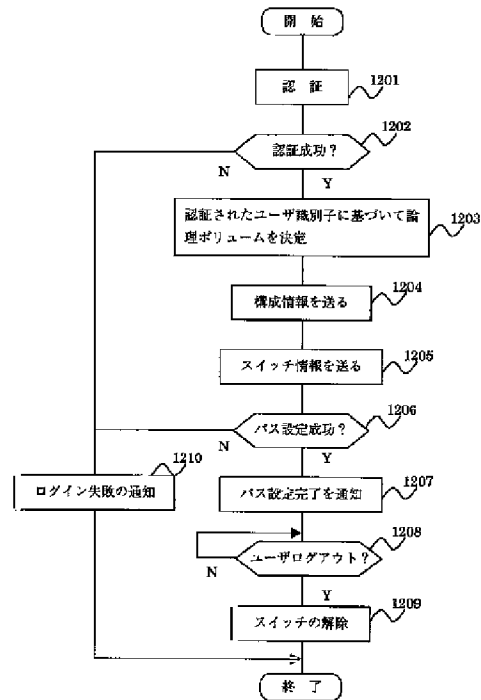 開 始
認 証
1201
1202
認証成功？
N
Y
認証されたユーザ識別子に基づいて論
理ボリュームを決定
1203
1204
構成情報を送る
1205
スイッチ情報を送る
1206
パス設定成功？
N
Y
1210
ログイン失敗の通知
1207
パス設定完了を通知
1208
ユーザログアウト？
N
Y
1209
スイッチの解除
終 了